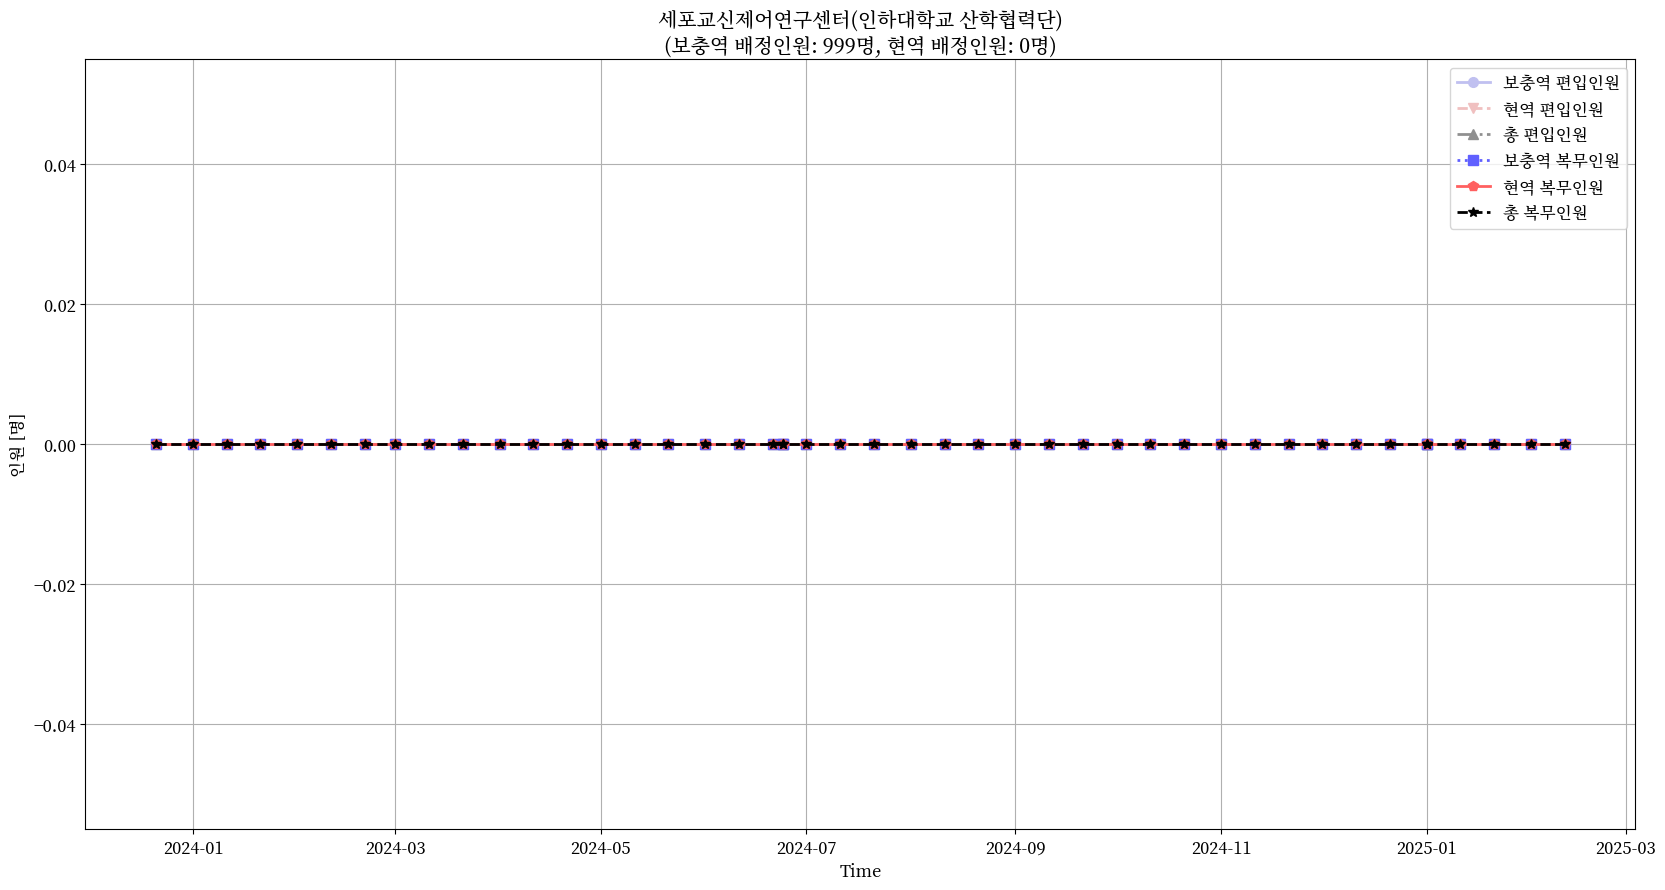 세포교신제어연구센터(인하대학교 산학협력단)
(보충역 배정인원: 999명, 현역 배정인원: 0명)
보충역 편입인원
현역 편입인원
총 편입인원
보충역 복무인원
현역 복무인원
총 복무인원
0.04
0.02
0.00
−0.02
−0.04
인원 [명]
2024-01
2024-03
2024-05
2024-07
2024-09
2024-11
2025-01
2025-03
Time